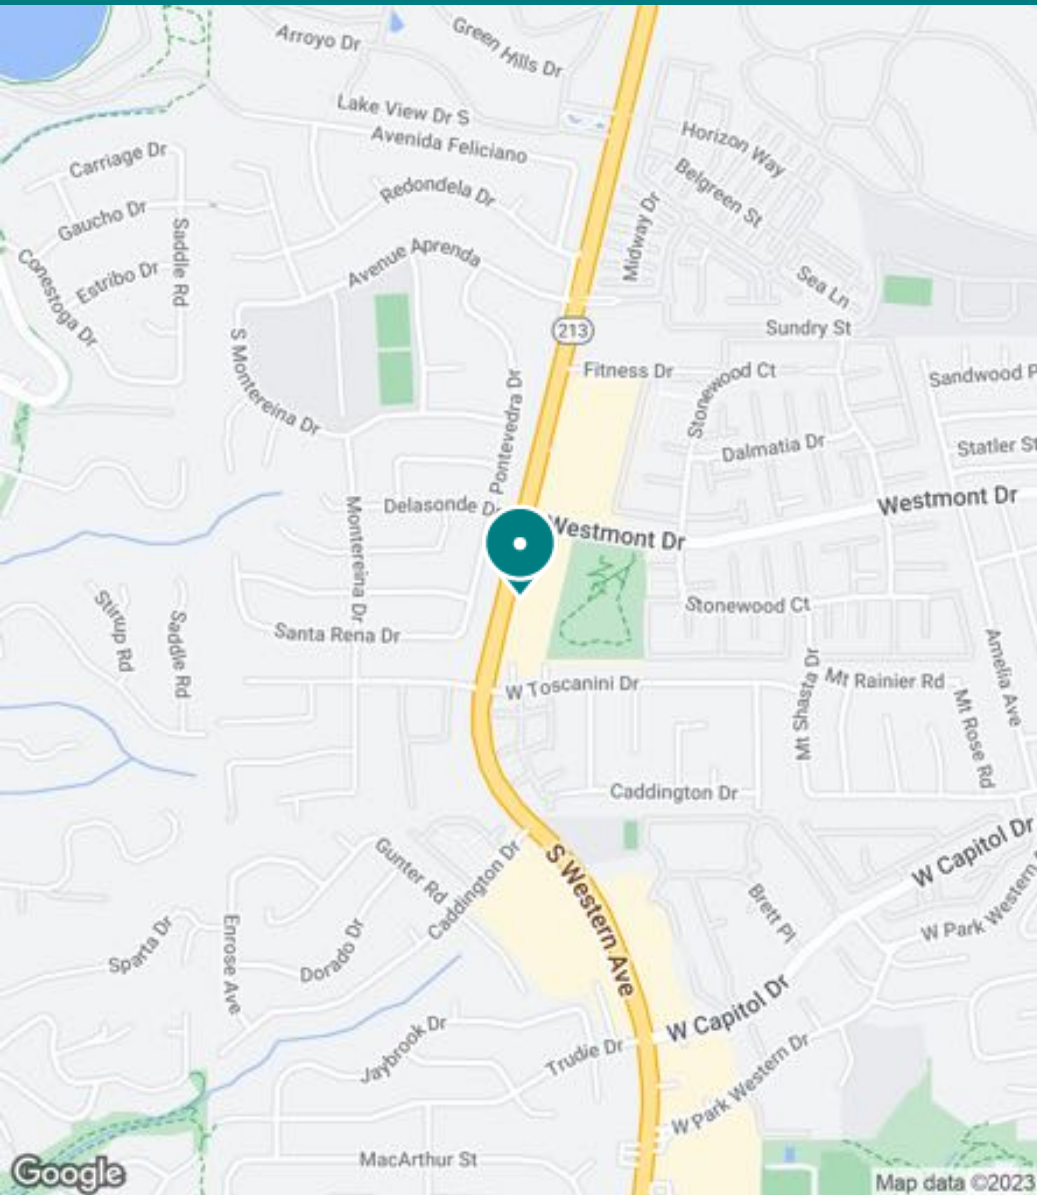 Arroyo Dr
Green Hills Dr
Lake View Dr S
Avenida Feliciano
Horizon Way
Carriage Dr
Redondela Dr
Belgreen St
Gaucho Dr
Saddle Rd
Midway Dr
Conestoga Dr
Estribo Dr
Avenue Aprenda
Sea Ln
213
Sundry St
S Montereina Dr
Fitness Dr
Stonewood Ct
Sandwood P
Pontevedra Dr
Dalmatia Dr
Statler St
Delasonde Dr
Westmont Dr
Westmont Dr
Montereina Dr
Stirrup Rd
Saddle Rd
Santa Rena Dr
Stonewood Ct
Amelia Ave
W Toscanini Dr
Mt Shasta Dr
Mt Rainier Rd
Mt Rose Rd
Caddington Dr
Gunter Rd
Caddington Dr
S Western Ave
W Capitol Dr
Brett Pl
W Park Western
Sparta Dr
Enrose Ave
Dorado Dr
W Capitol Dr
Jaybrook Dr
Trudie Dr
W Park Western Dr
MacArthur St
Google
Map data ©2023